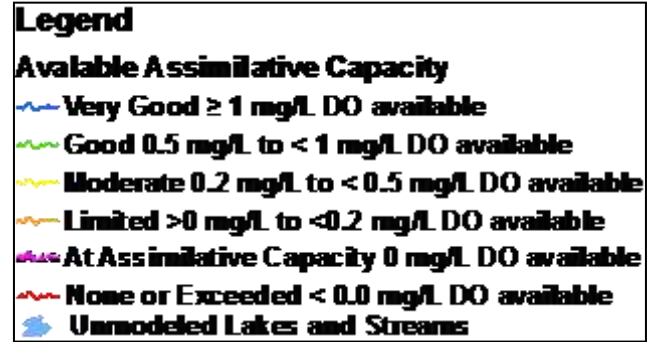 Legend
Avalable Assimilative Capacity
Very Good ≥ 1 mg/L DO available
Good 0.5 mg/L to < 1 mg/L DO available
Moderate 0.2 mg/L to < 0.5 mg/L DO available
Limited >0 mg/L to <0.2 mg/L DO available
At Assimilative Capacity 0 mg/L DO available
None or Exceeded < 0.0 mg/L DO available
Unmodeled Lakes and Streams